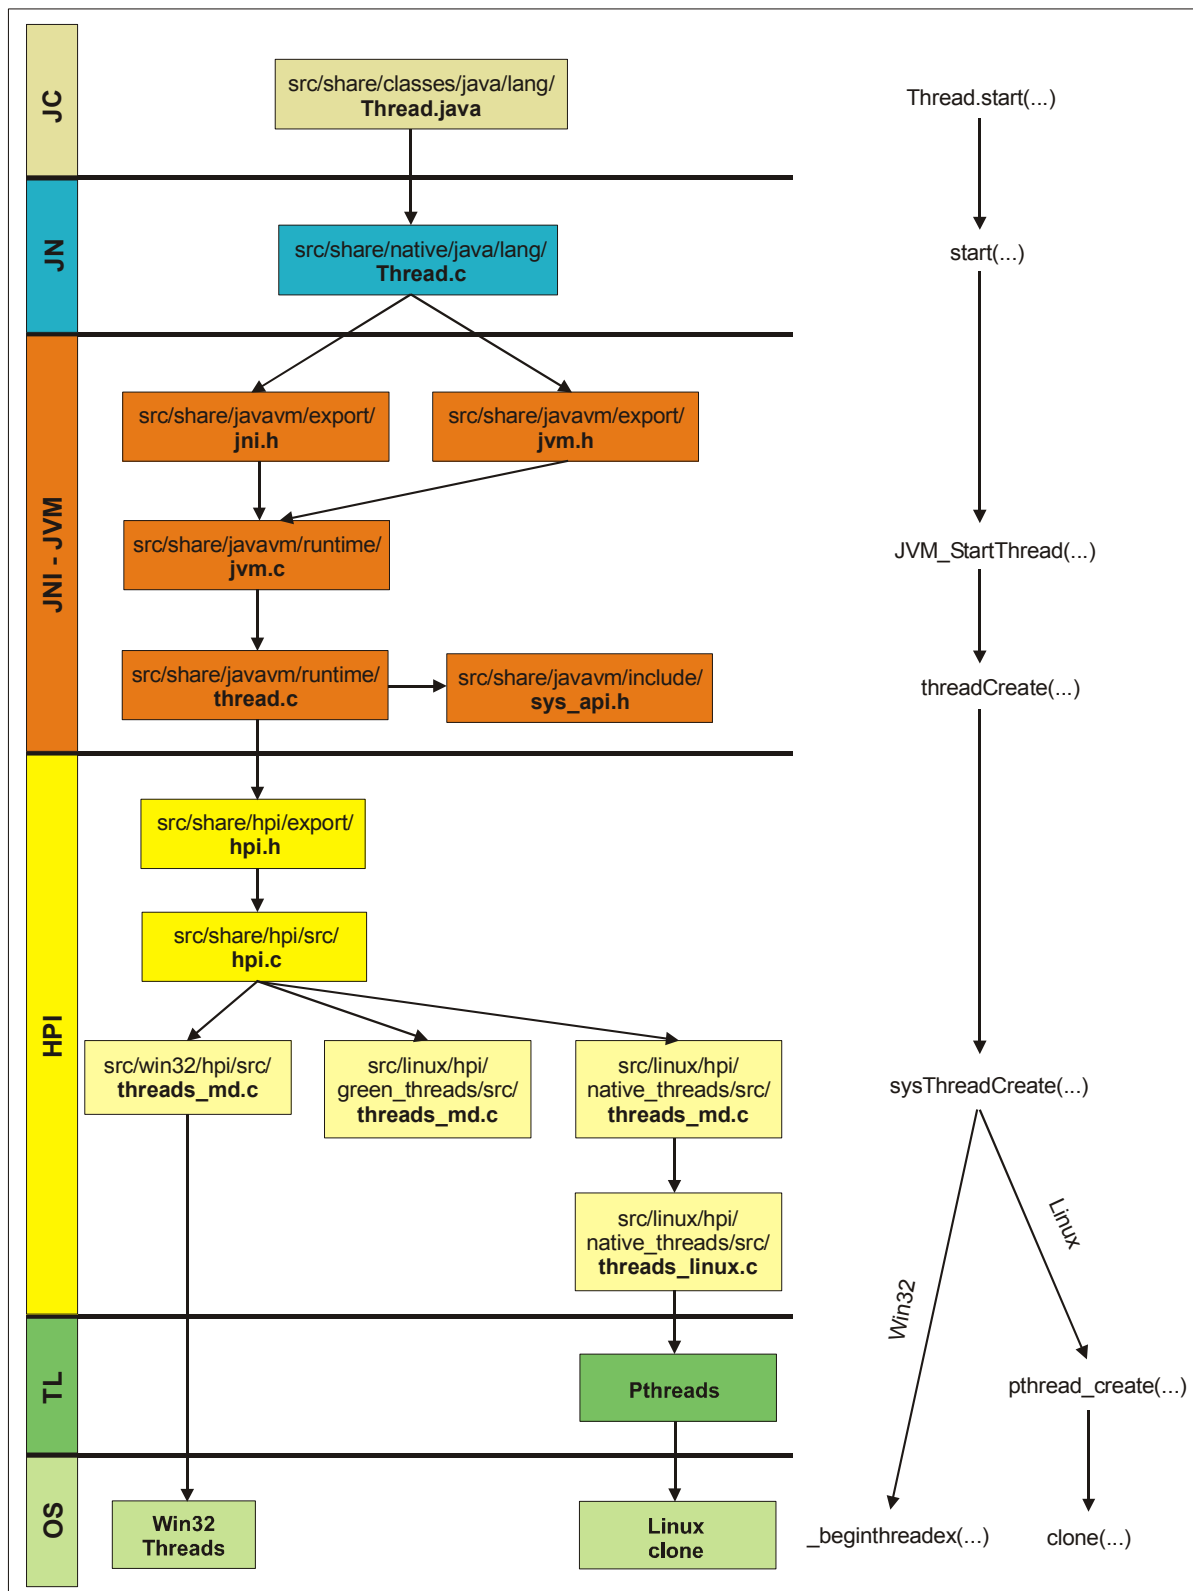 JC
src/share/classes/java/lang/
Thread.java
Thread.start(...)
JN
src/share/native/java/lang/
Thread.c
start(...)
JNI - JVM
src/share/javavm/export/
jni.h
src/share/javavm/export/
jvm.h
src/share/javavm/runtime/
jvm.c
JVM_StartThread(...)
src/share/javavm/runtime/
thread.c
src/share/javavm/include/
sys_api.h
threadCreate(...)
HPI
src/share/hpi/export/
hpi.h
src/share/hpi/src/
hpi.c
src/win32/hpi/src/
threads_md.c
src/linux/hpi/
green_threads/src/
threads_md.c
src/linux/hpi/
native_threads/src/
threads_md.c
sysThreadCreate(...)
src/linux/hpi/
native_threads/src/
threads_linux.c
Win32
Linux
TL
Pthreads
pthread_create(...)
OS
Win32
Threads
Linux
clone
_beginthreadex(...)
clone(...)